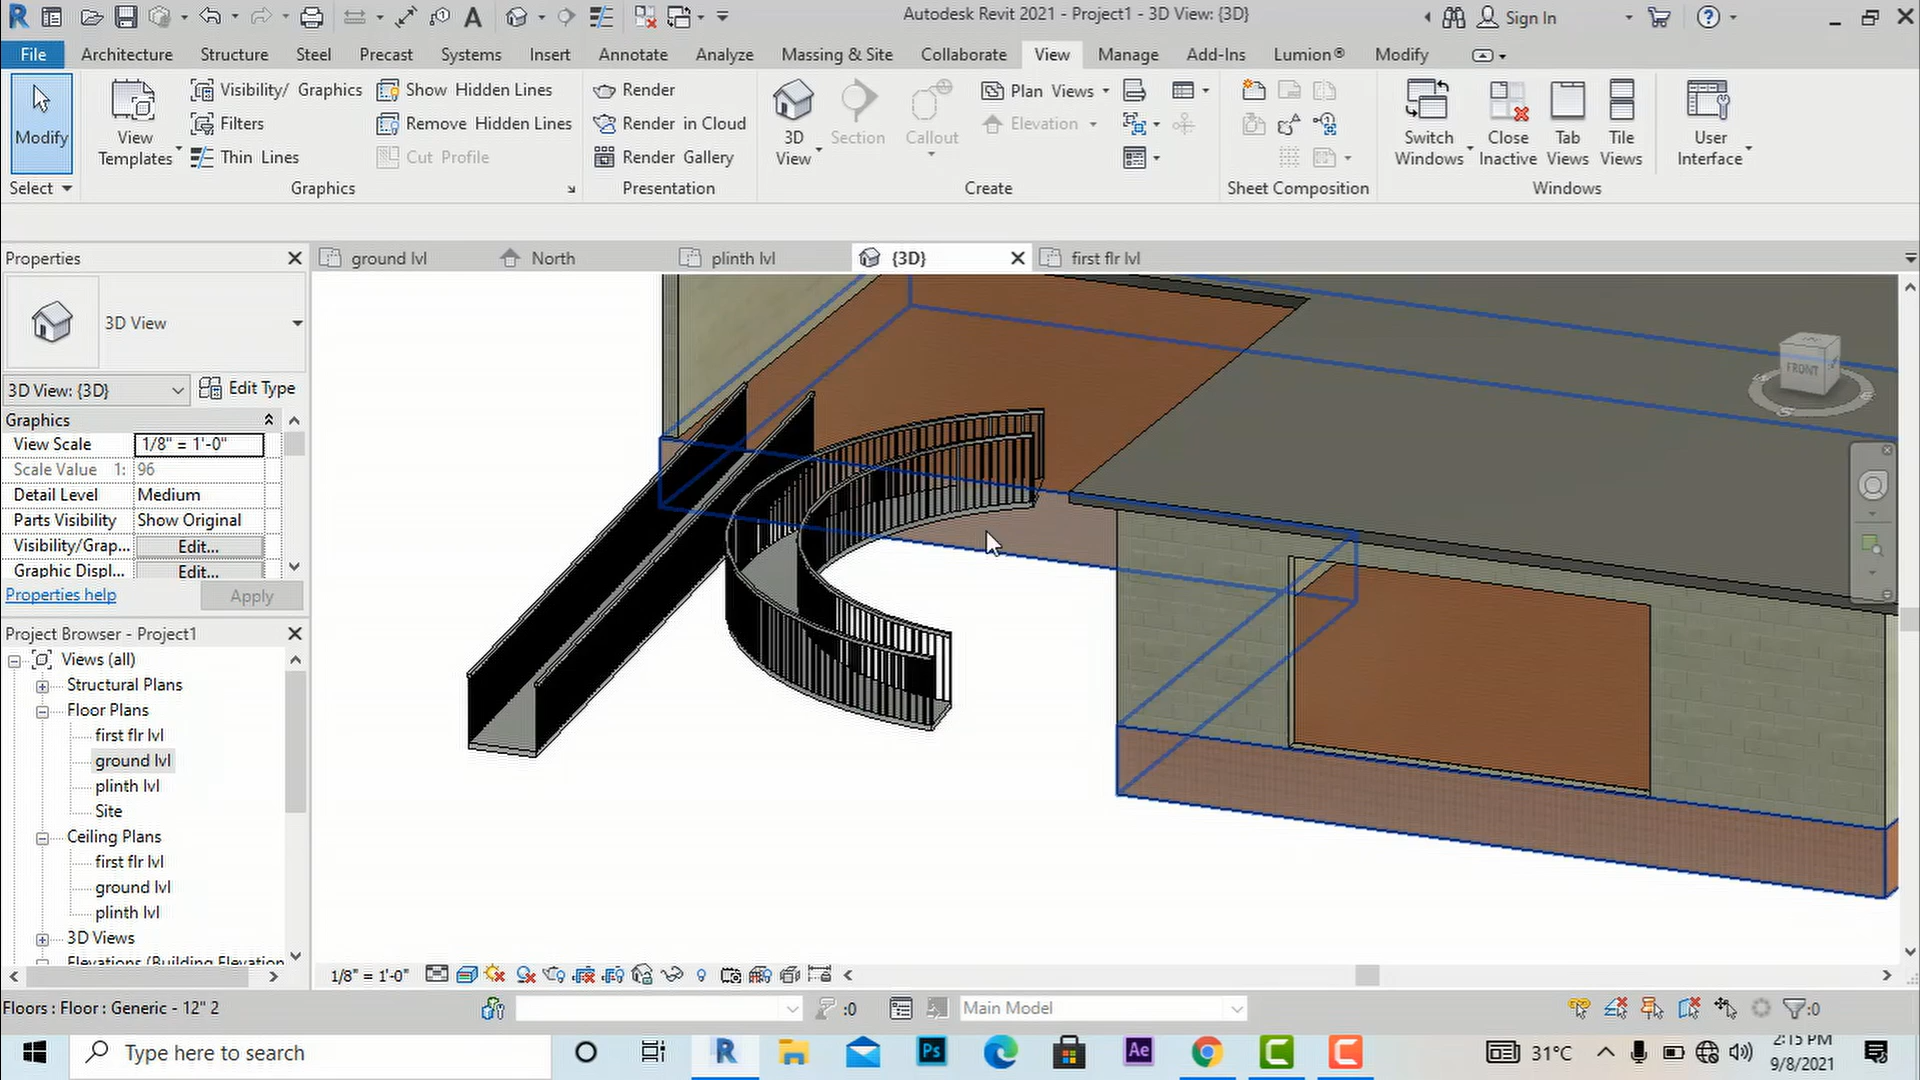 Autodesk Revit 2021 - Project1 - 3D View: {3D}
Sign In
File Architecture Structure Steel Precast Systems Insert Annotate Analyze Massing & Site Collaborate View Manage Add-Ins Lumion® Modify
Modify
View Templates
Visibility/ Graphics
Filters
Thin Lines
Show Hidden Lines
Remove Hidden Lines
Cut Profile
Render
Render in Cloud
Render Gallery
3D View
Section
Callout
Plan Views
Elevation
Switch Windows
Close Inactive
Tab Views
Tile Views
User Interface
Select
Graphics
Presentation
Create
Sheet Composition
Windows
Properties
ground lvl
North
plinth lvl
{3D}
first flr lvl
3D View
3D View: {3D}
Edit Type
Graphics
View Scale 1/8" = 1'-0"
Scale Value 1: 96
Detail Level Medium
Parts Visibility Show Original
Visibility/Grap... Edit...
Graphic Displ... Edit...
Properties help
Apply
FRONT
Project Browser - Project1
Views (all)
Structural Plans
Floor Plans
first flr lvl
ground lvl
plinth lvl
Site
Ceiling Plans
first flr lvl
ground lvl
plinth lvl
3D Views
Elevations (Building Elevation
1/8" = 1'-0"
Floors : Floor : Generic - 12" 2
:0
Main Model
:0
Type here to search
Ps
Ae
31°C
2:15 PM
9/8/2021